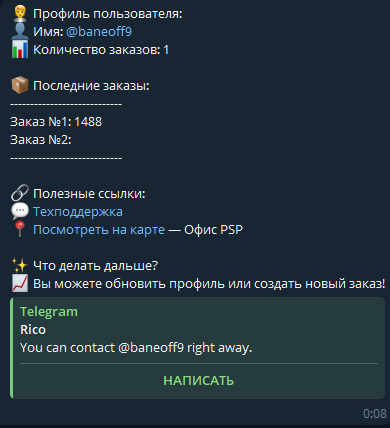 Профиль пользователя:
Имя: @baneoff9
Количество заказов: 1
Последние заказы:
----------------------------
Заказ №1: 1488
Заказ №2:
----------------------------
Полезные ссылки:
Техподдержка
Посмотреть на карте — Офис PSP
Что делать дальше?
Вы можете обновить профиль или создать новый заказ!
Telegram
Rico
You can contact @baneoff9 right away.
НАПИСАТЬ
0:08